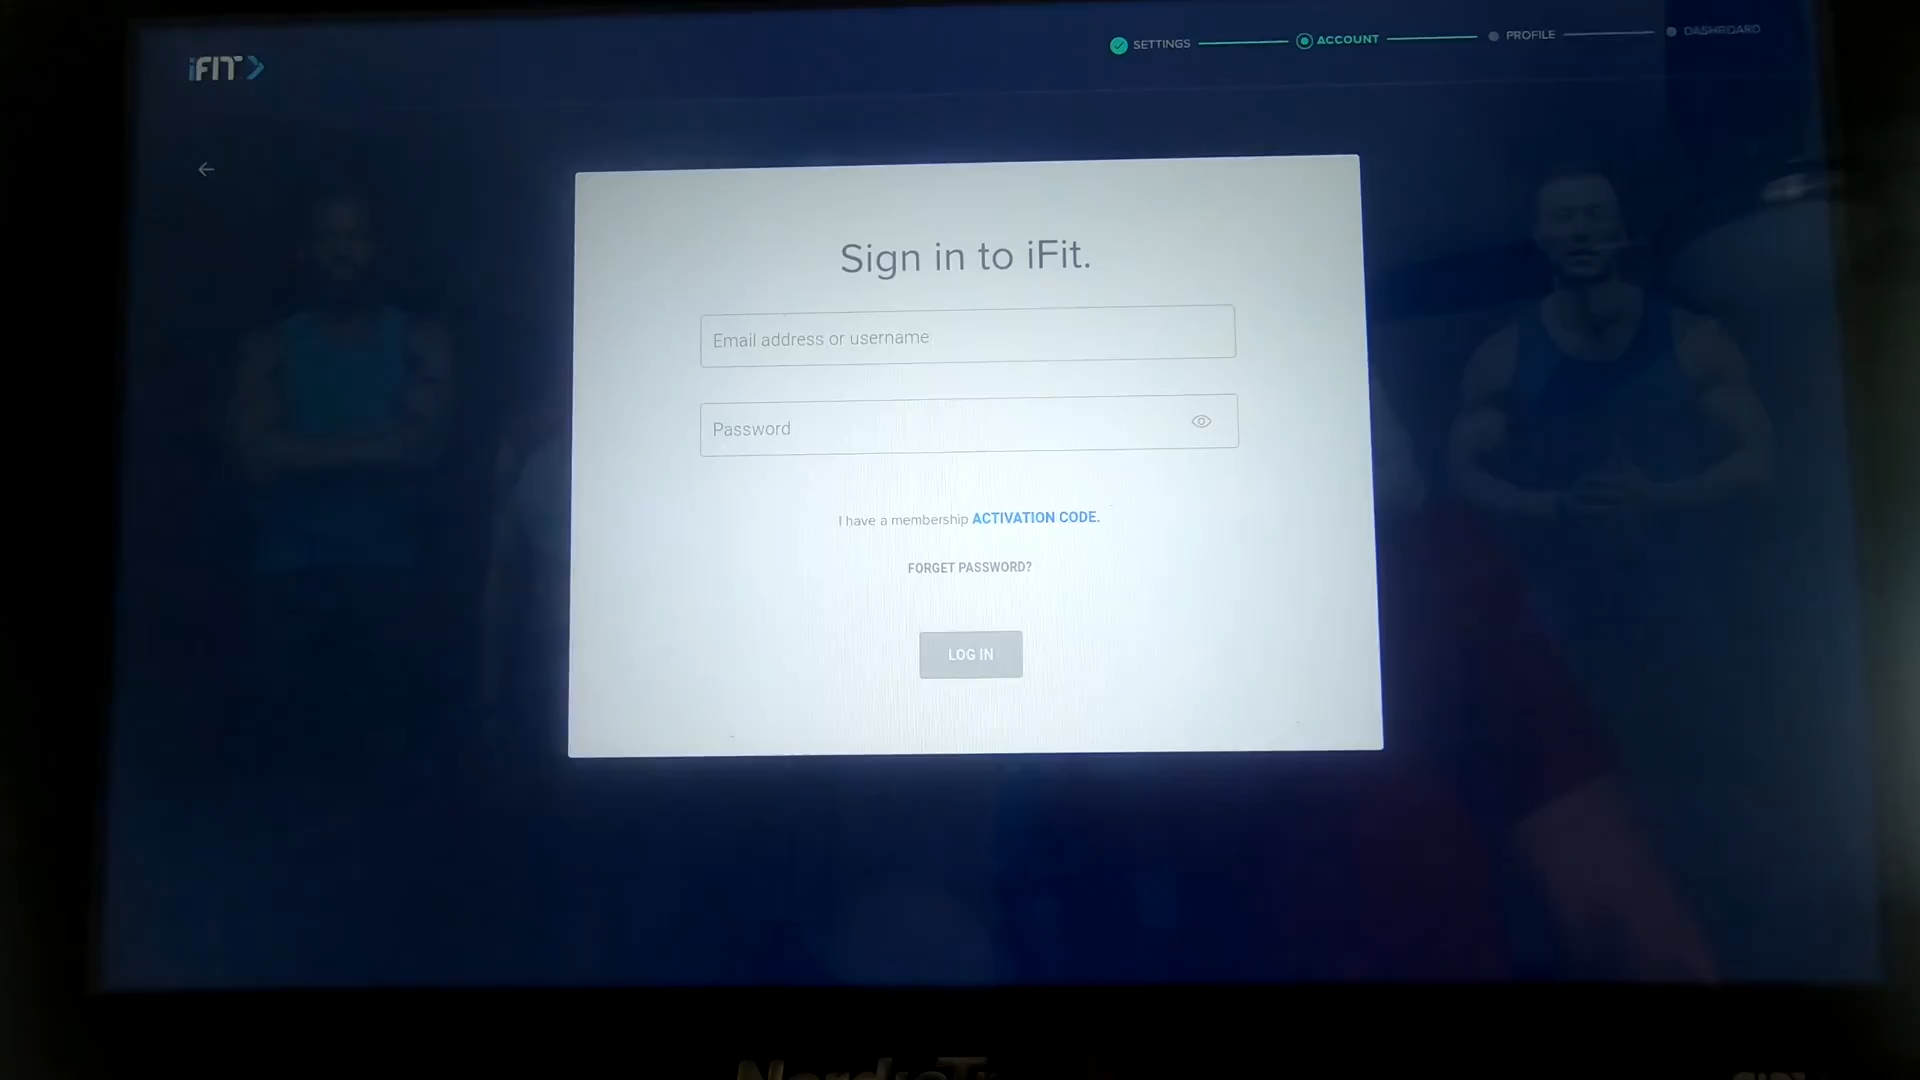 iFIT
SETTINGS
ACCOUNT
PROFILE
DASHBOARD
Sign in to iFit.
Email address or username
Password
I have a membership ACTIVATION CODE.
FORGET PASSWORD?
LOG IN